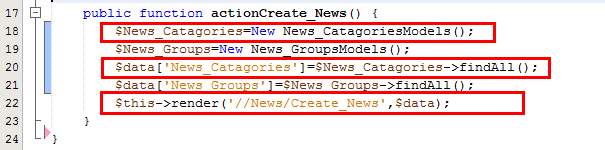 17 public function actionCreate_News() {
18 $News_Catagories=New News_CatagoriesModels();
19 $News_Groups=New News_GroupsModels();
20 $data['News_Catagories']=$News_Catagories->findAll();
21 $data['News_Groups']=$News_Groups->findAll();
22 $this->render('//News/Create_News',$data);
23 }
24 }